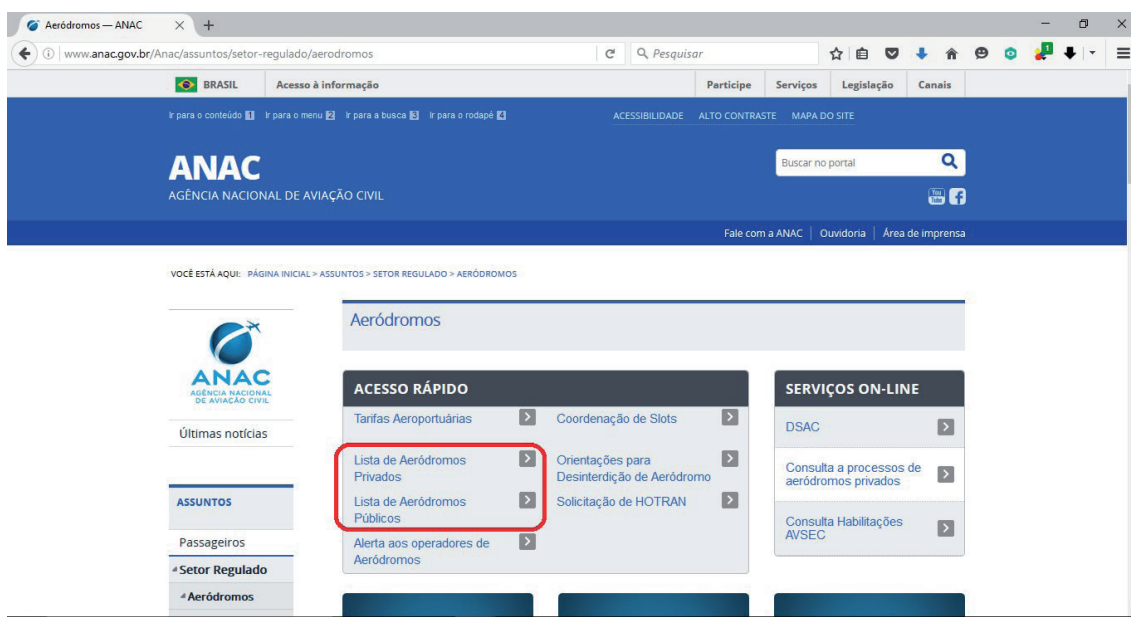 Aeródromos — ANAC
www.anac.gov.br/Anac/assuntos/setor-regulado/aerodromos
Pesquisar
1
BRASIL
Acesso à informação
Participe
Serviços
Legislação
Canais
Ir para o conteúdo 1
Ir para o menu 2
Ir para a busca 3
Ir para o rodapé 4
ACESSIBILIDADE
ALTO CONTRASTE
MAPA DO SITE
ANAC
AGÊNCIA NACIONAL DE AVIAÇÃO CIVIL
Buscar no portal
You
Tube
Fale com a ANAC
Ouvidoria
Área de imprensa
VOCÊ ESTÁ AQUI: PÁGINA INICIAL > ASSUNTOS > SETOR REGULADO > AERÓDROMOS
ANAC
AGÊNCIA NACIONAL
DE AVIAÇÃO CIVIL
Últimas notícias
ASSUNTOS
Passageiros
Setor Regulado
Aeródromos
Aeródromos
ACESSO RÁPIDO
Tarifas Aeroportuárias
Lista de Aeródromos
Privados
Lista de Aeródromos
Públicos
Alerta aos operadores de
Aeródromos
Coordenação de Slots
Orientações para
Desinterdição de Aeródromo
Solicitação de HOTRAN
SERVIÇOS ON-LINE
DSAC
Consulta a processos de
aeródromos privados
Consulta Habilitações
AVSEC